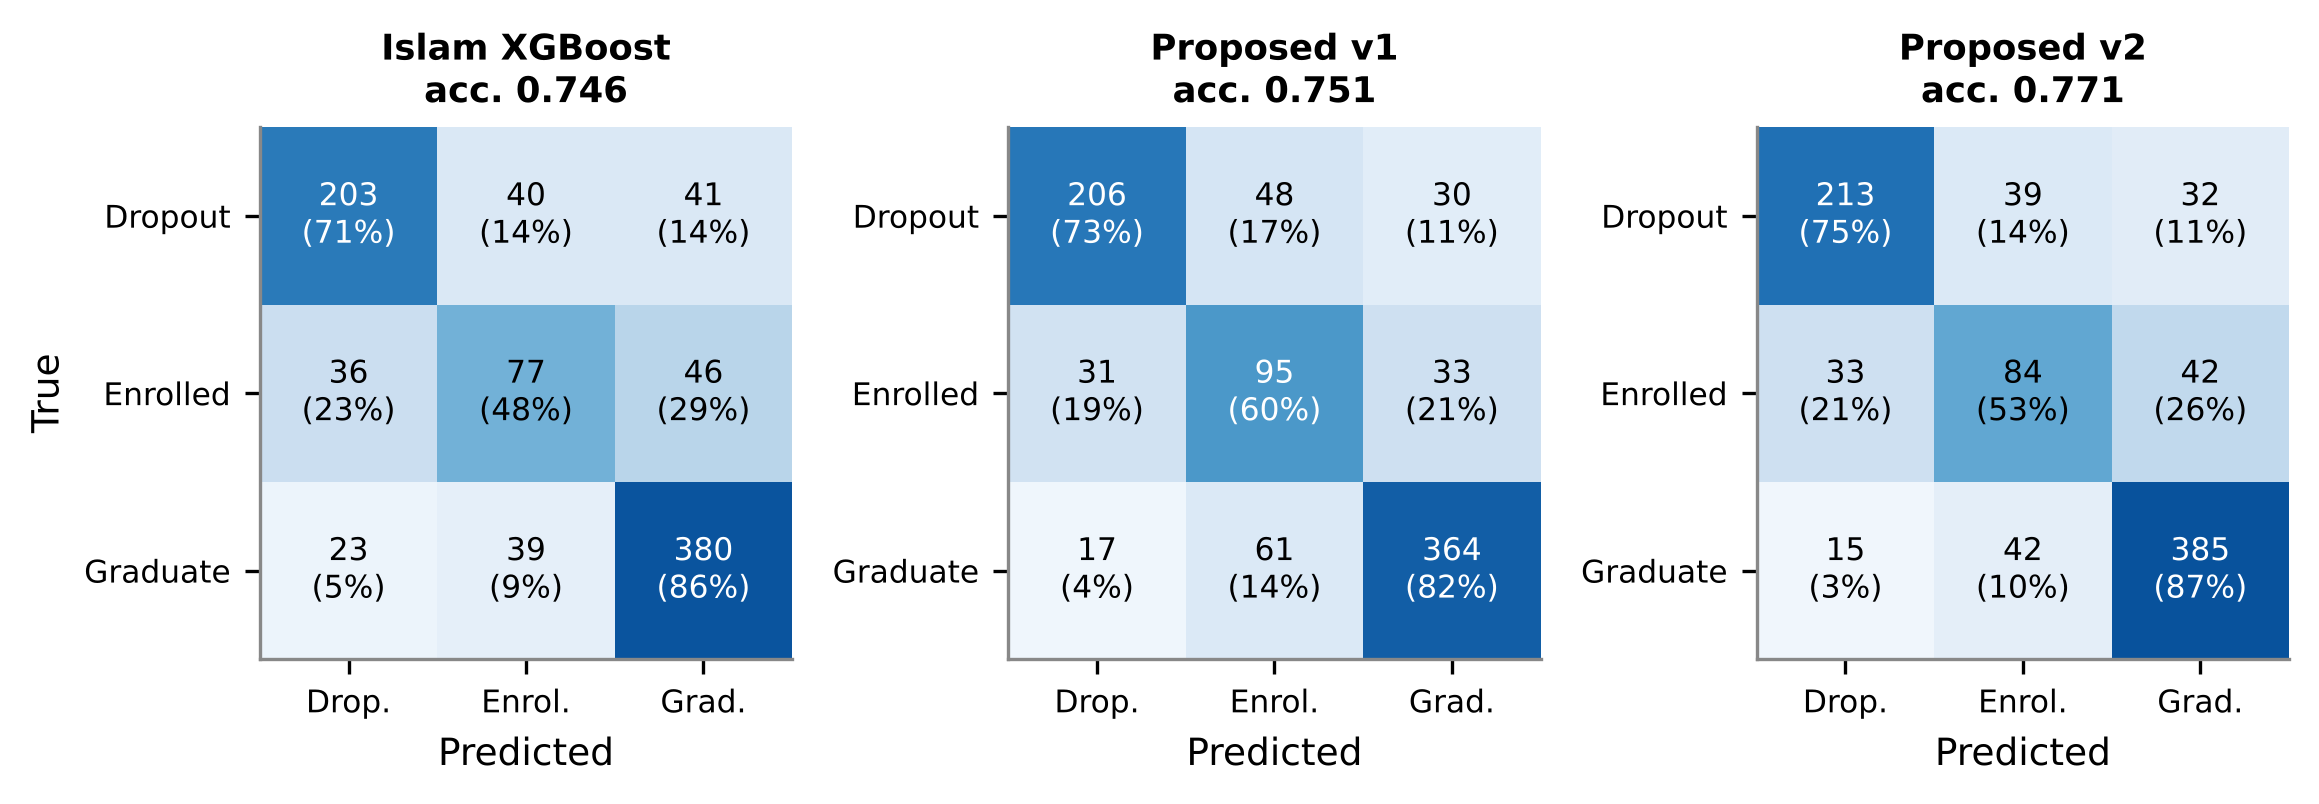 Islam XGBoost
acc. 0.746
True
Dropout
203
(71%)
40
(14%)
41
(14%)
Enrolled
36
(23%)
77
(48%)
46
(29%)
Graduate
23
(5%)
39
(9%)
380
(86%)
Drop.
Enrol.
Grad.
Predicted
Proposed v1
acc. 0.751
Dropout
206
(73%)
48
(17%)
30
(11%)
Enrolled
31
(19%)
95
(60%)
33
(21%)
Graduate
17
(4%)
61
(14%)
364
(82%)
Drop.
Enrol.
Grad.
Predicted
Proposed v2
acc. 0.771
Dropout
213
(75%)
39
(14%)
32
(11%)
Enrolled
33
(21%)
84
(53%)
42
(26%)
Graduate
15
(3%)
42
(10%)
385
(87%)
Drop.
Enrol.
Grad.
Predicted